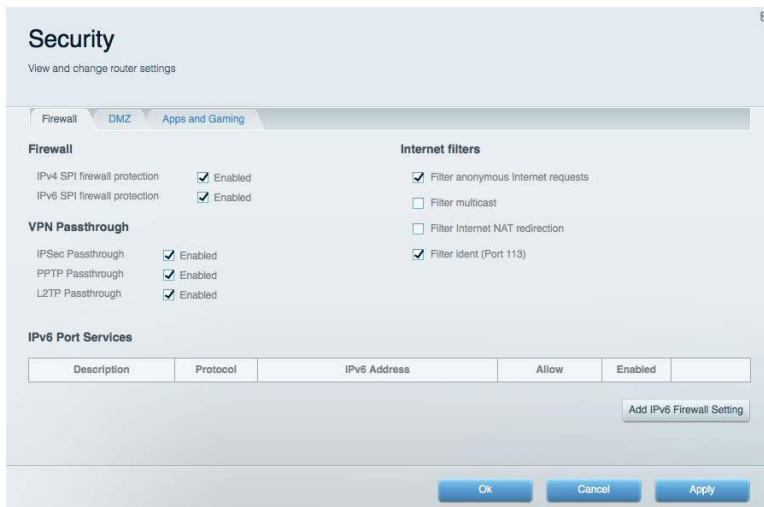 Security
View and change router settings
Firewall DMZ Apps and Gaming
Firewall
IPv4 SPI firewall protection Enabled
IPv6 SPI firewall protection Enabled
VPN Passthrough
IPSec Passthrough Enabled
PPTP Passthrough Enabled
L2TP Passthrough Enabled
Internet filters
Filter anonymous Internet requests
Filter multicast
Filter Internet NAT redirection
Filter ident (Port 113)
IPv6 Port Services
Description Protocol IPv6 Address Allow Enabled
Add IPv6 Firewall Setting
Ok Cancel Apply